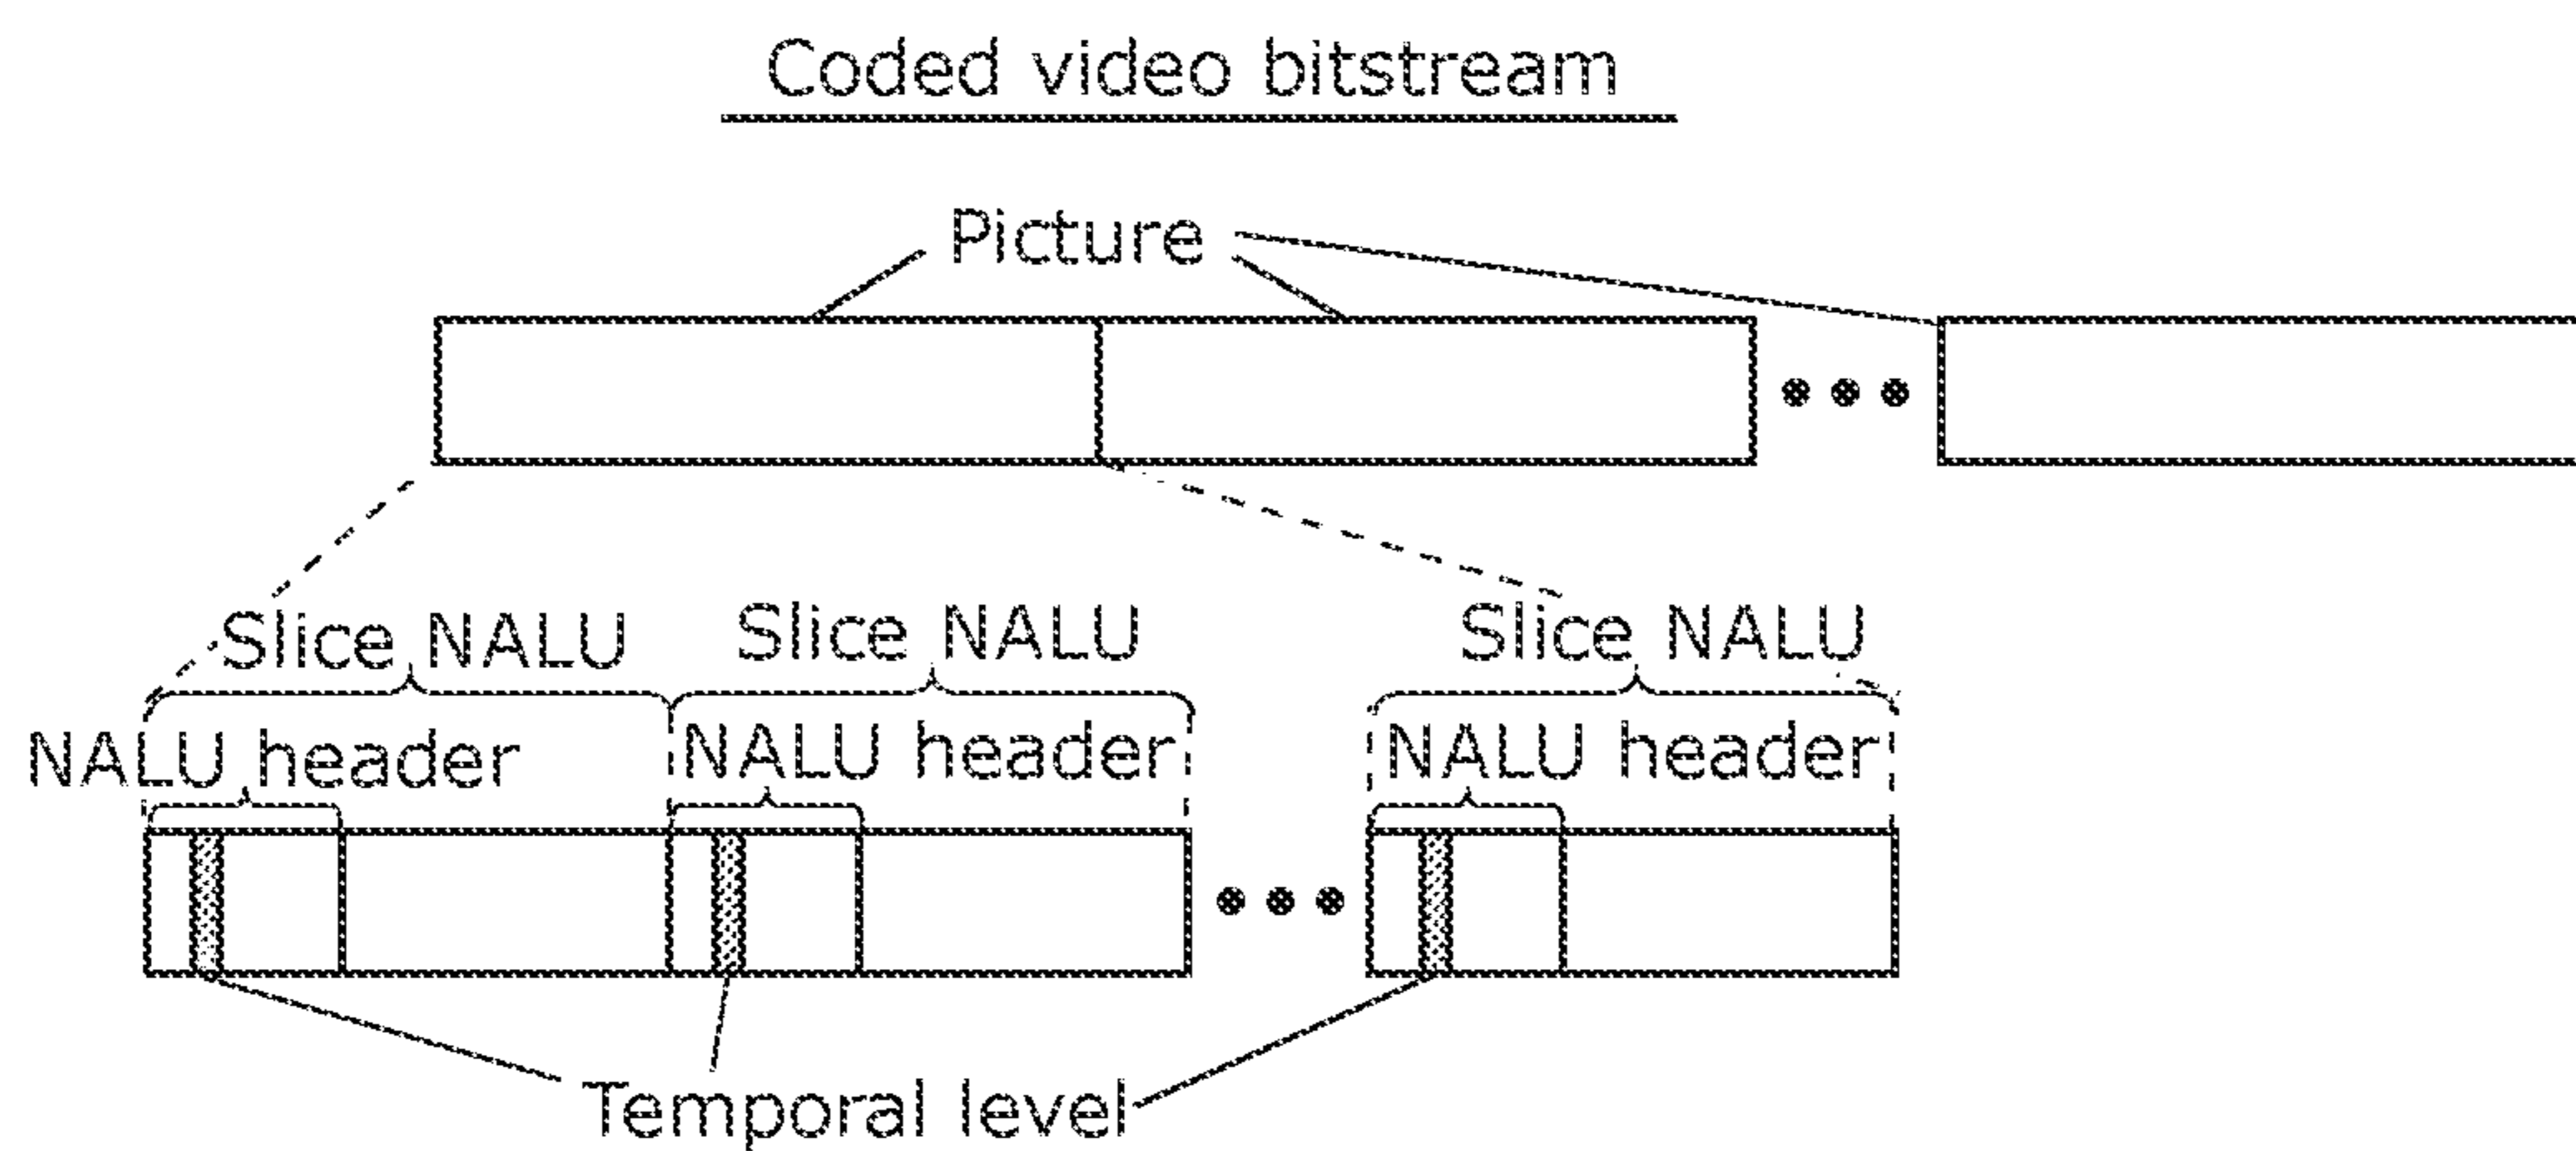 Coded video bitstream
Picture
Slice NALU Slice NALU Slice NALU
NALU header NALU header NALU header
Temporal level